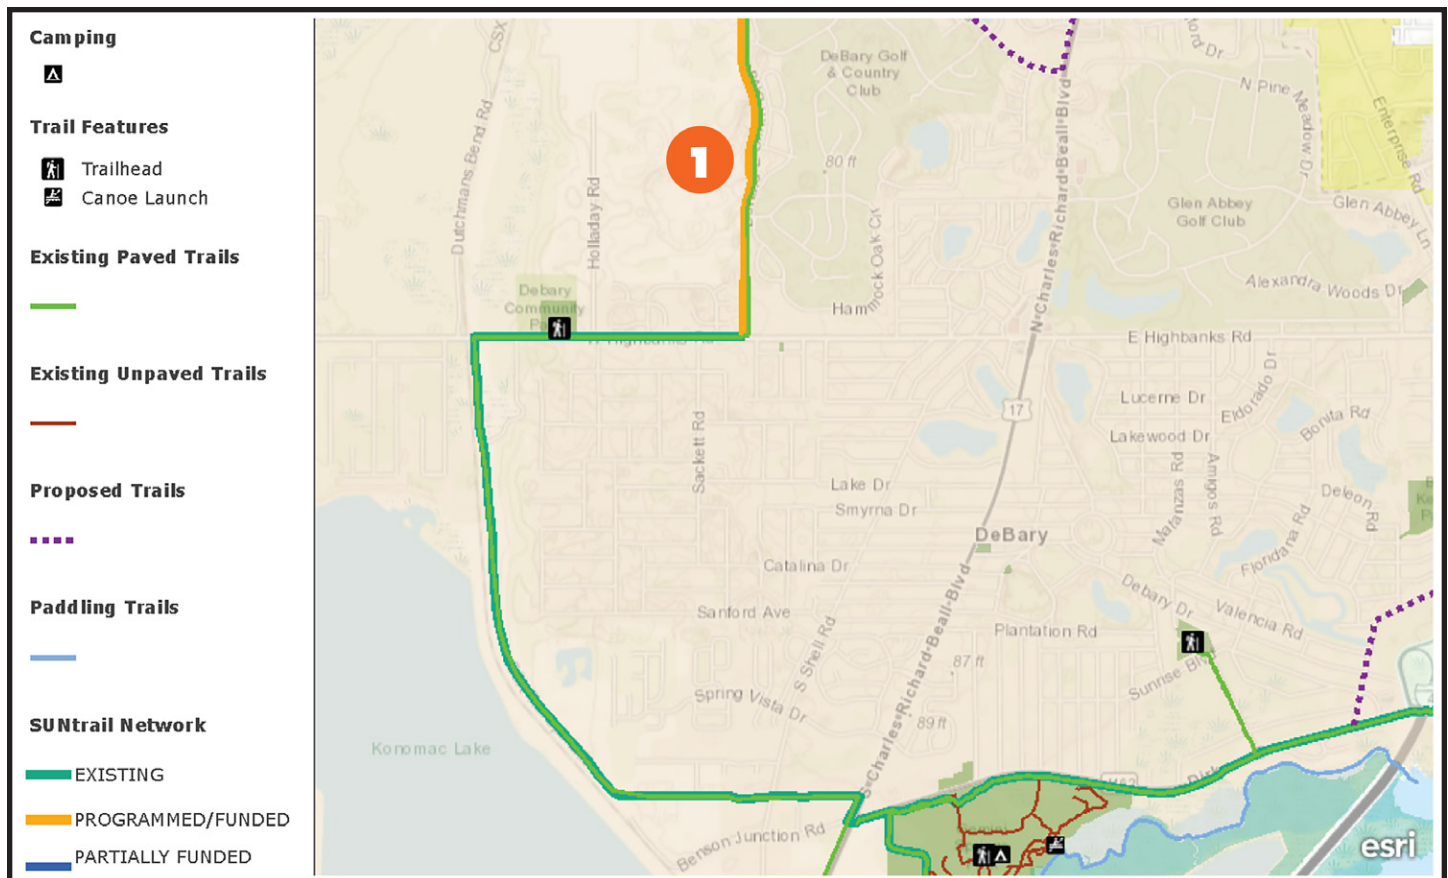 Camping
Trail Features
Trailhead
Canoe Launch
Existing Paved Trails
Existing Unpaved Trails
Proposed Trails
Paddling Trails
SUNtrail Network
EXISTING
PROGRAMMED/FUNDED
PARTIALLY FUNDED
CSX
Dutchmans Bend Rd
Holladay Rd
1
DeBary Golf
& Country
Club
80 ft
Hammock Oak Cir
N Charles Richard Beall Blvd
N Pine Meadow Dr
Enterprise Rd
Glen Abbey
Golf Club
Glen Abbey Ln
Alexandra Woods Dr
Debary
Community
W Highbanks Rd
E Highbanks Rd
17
Lucerne Dr
Eldorado Dr
Bonita Rd
Lakewood Dr
Sackett Rd
Matanzas Rd
Amigos Rd
Deleon Rd
Lake Dr
Smyrna Dr
DeBary
Floridana Rd
Catalina Dr
Debary Dr
Valencia Rd
Sanford Ave
Plantation Rd
S Shell Rd
87 ft
Sunrise Blvd
Spring Vista Dr
89 ft
S Charles Richard Beall Blvd
Konomac Lake
Benson Junction Rd
esri